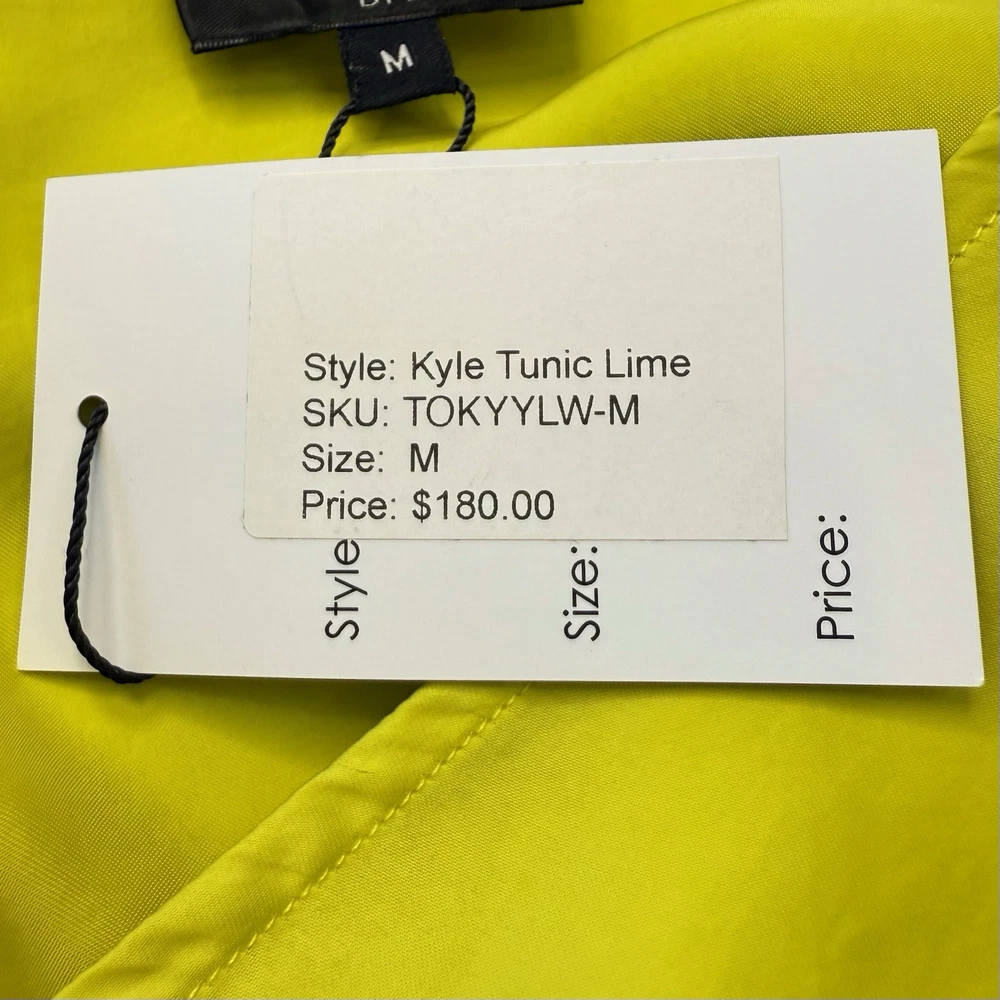 M
Style: Kyle Tunic Lime
SKU: TOKYYLW-M
Size: M
Price: $180.00
Style
Size:
Price: